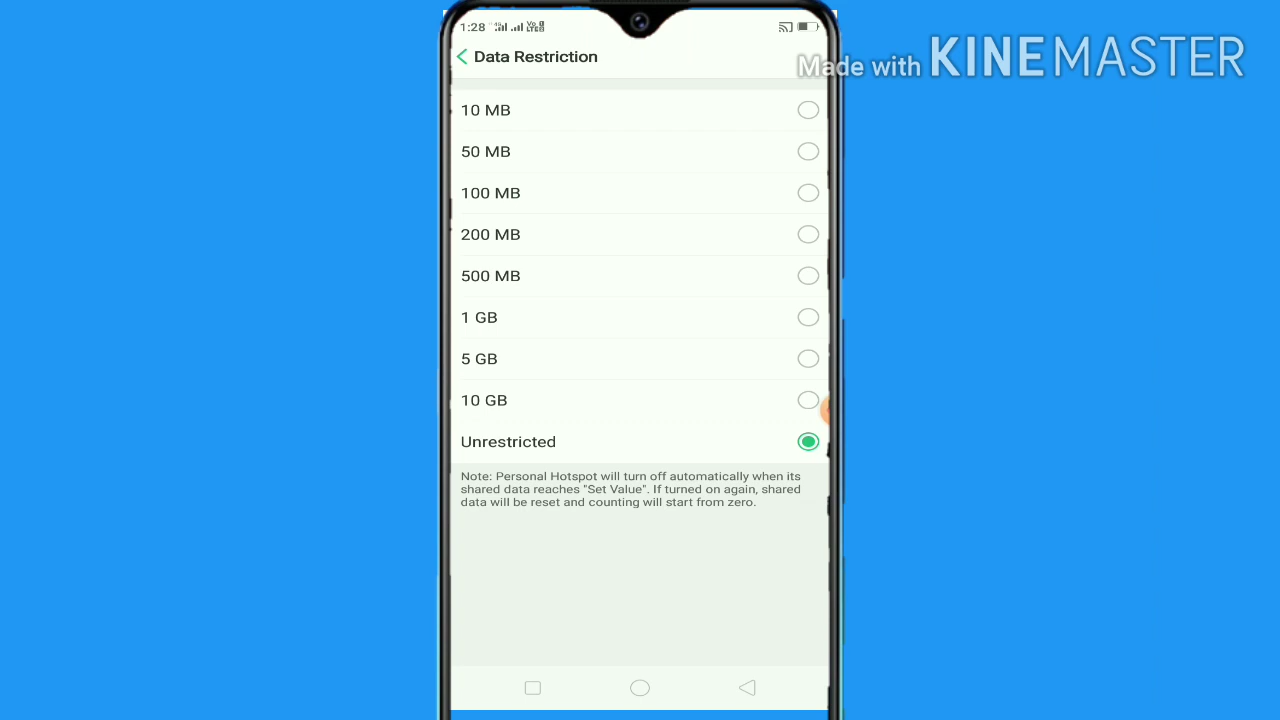 1:28
Data Restriction
Made with KINEMASTER
10 MB
50 MB
100 MB
200 MB
500 MB
1 GB
5 GB
10 GB
Unrestricted
Note: Personal Hotspot will turn off automatically when its
shared data reaches "Set Value". If turned on again, shared
data will be reset and counting will start from zero.